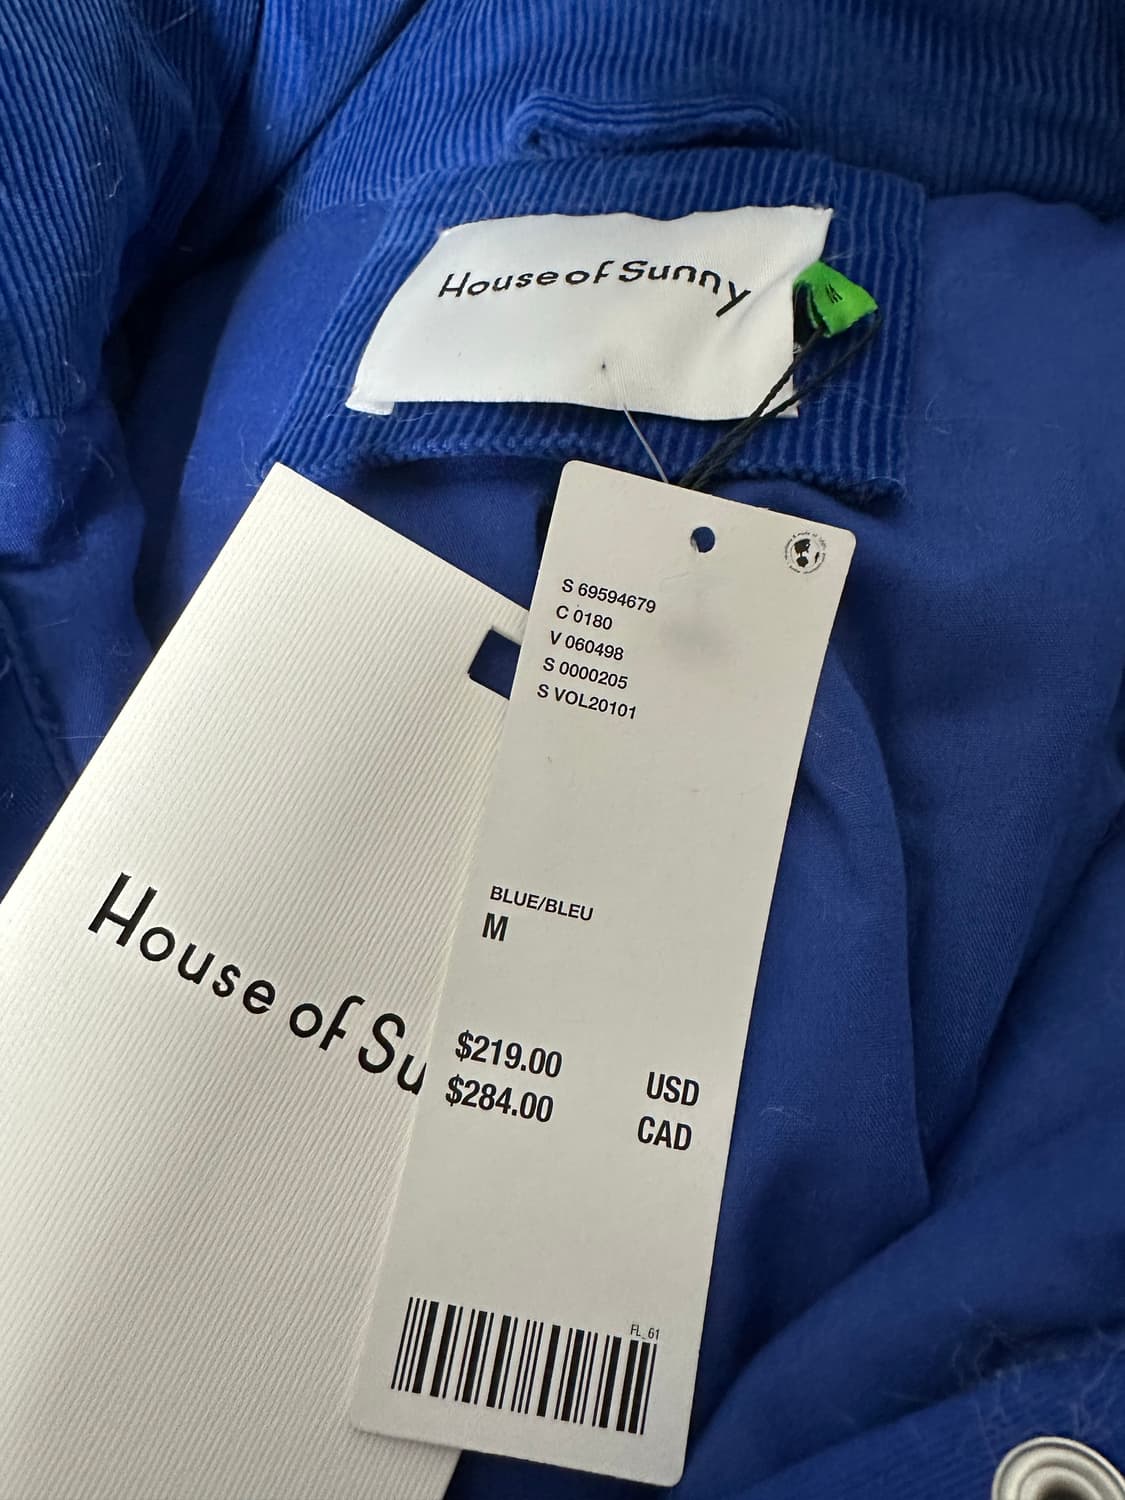 House of Sunny
M
S 69594679
C 0180
V 060498
S 0000205
S VOL20101
BLUE/BLEU
M
House of Su
$219.00 USD
$284.00 CAD
FL_61